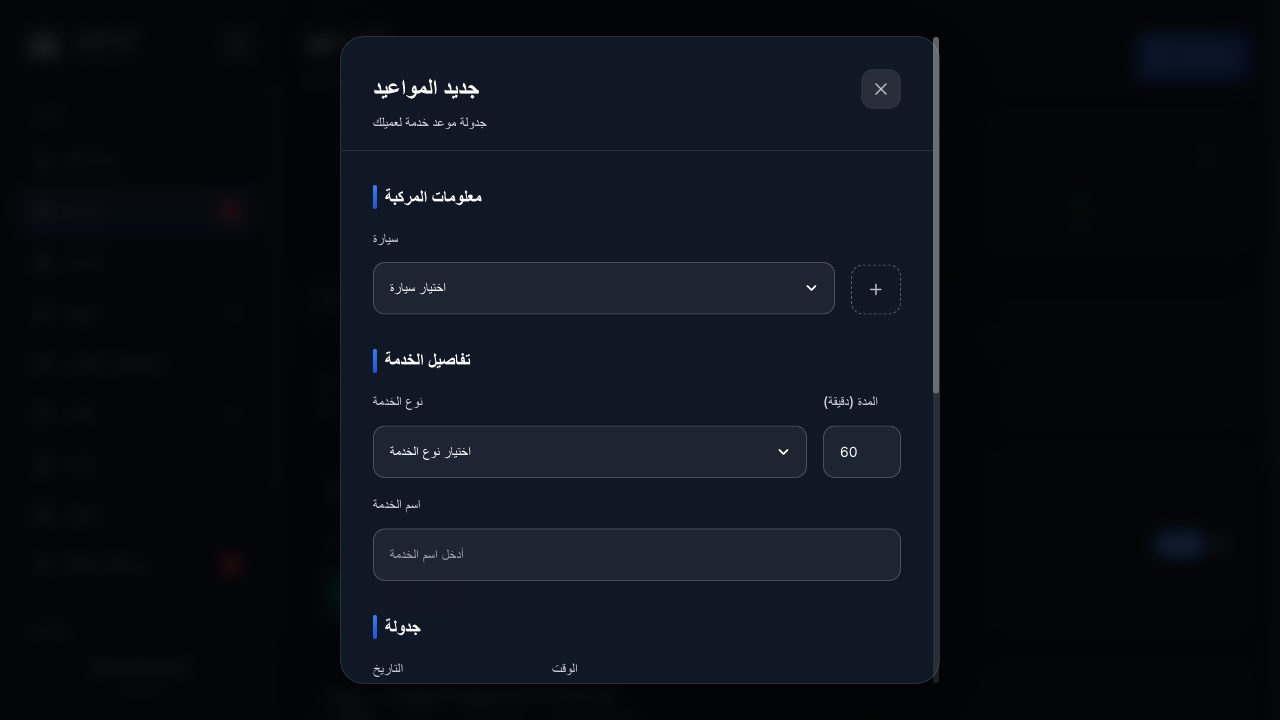 جديد المواعيد
جدولة موعد خدمة لعميلك
معلومات المركبة
سيارة
اختيار سيارة
+
تفاصيل الخدمة
نوع الخدمة
المدة (دقيقة)
اختيار نوع الخدمة
60
اسم الخدمة
أدخل اسم الخدمة
جدولة
التاريخ
الوقت